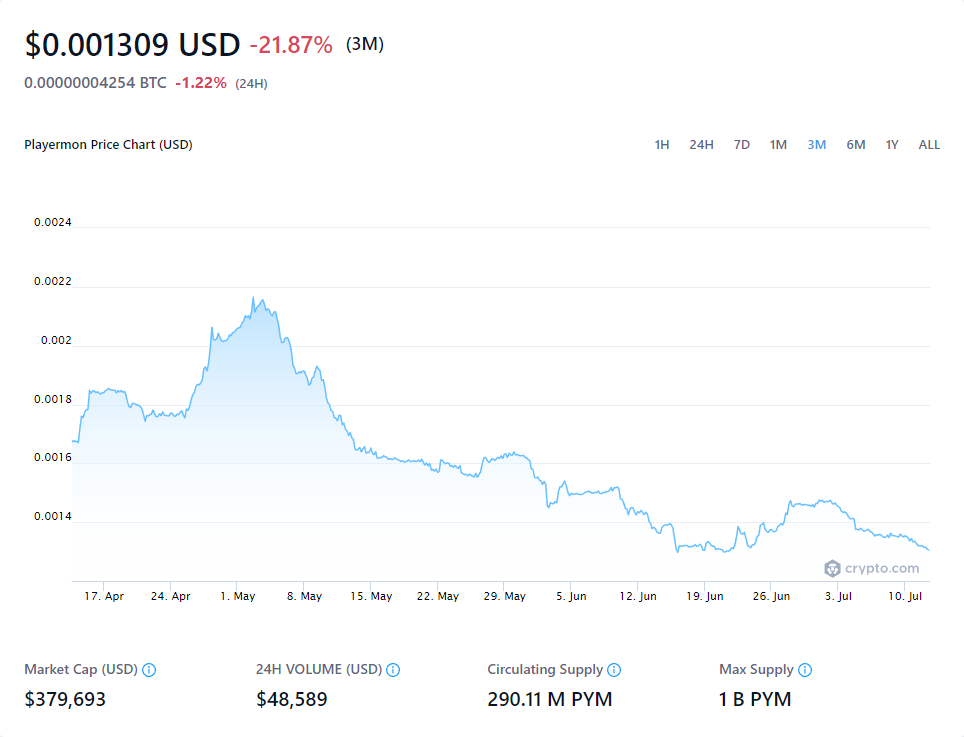 $0.001309 USD -21.87% (3M)
0.00000004254 BTC -1.22% (24H)
Playermon Price Chart (USD) 1H 24H 7D 1M 3M 6M 1Y ALL
0.0024
0.0022
0.002
0.0018
0.0016
0.0014
crypto.com
17. Apr 24. Apr 1. May 8. May 15. May 22. May 29. May 5. Jun 12. Jun 19. Jun 26. Jun 3. Jul 10. Jul
Market Cap (USD) 24H VOLUME (USD) Circulating Supply Max Supply
$379,693 $48,589 290.11 M PYM 1 B PYM